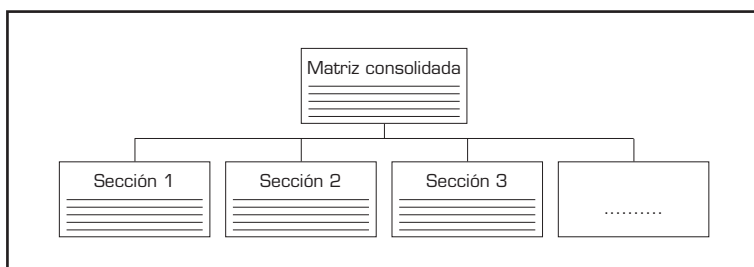 Matriz consolidada
Sección 1
Sección 2
Sección 3
..........